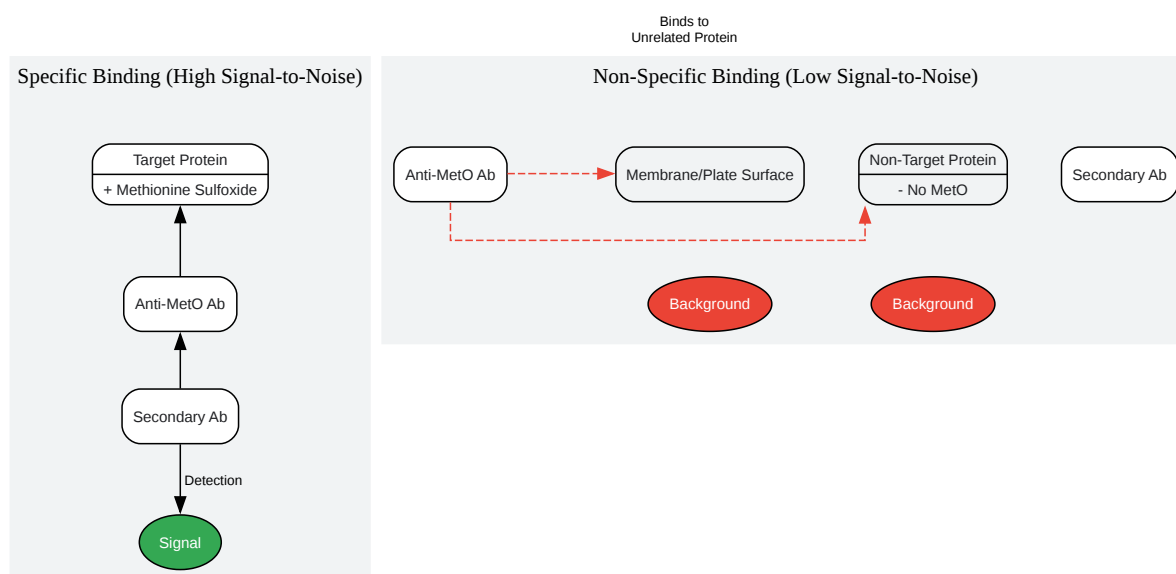 Binds to
Unrelated Protein
Specific Binding (High Signal-to-Noise)
Target Protein
+ Methionine Sulfoxide
Anti-MetO Ab
Secondary Ab
Detection
Signal
Non-Specific Binding (Low Signal-to-Noise)
Anti-MetO Ab
Membrane/Plate Surface
Non-Target Protein
- No MetO
Secondary Ab
Background
Background